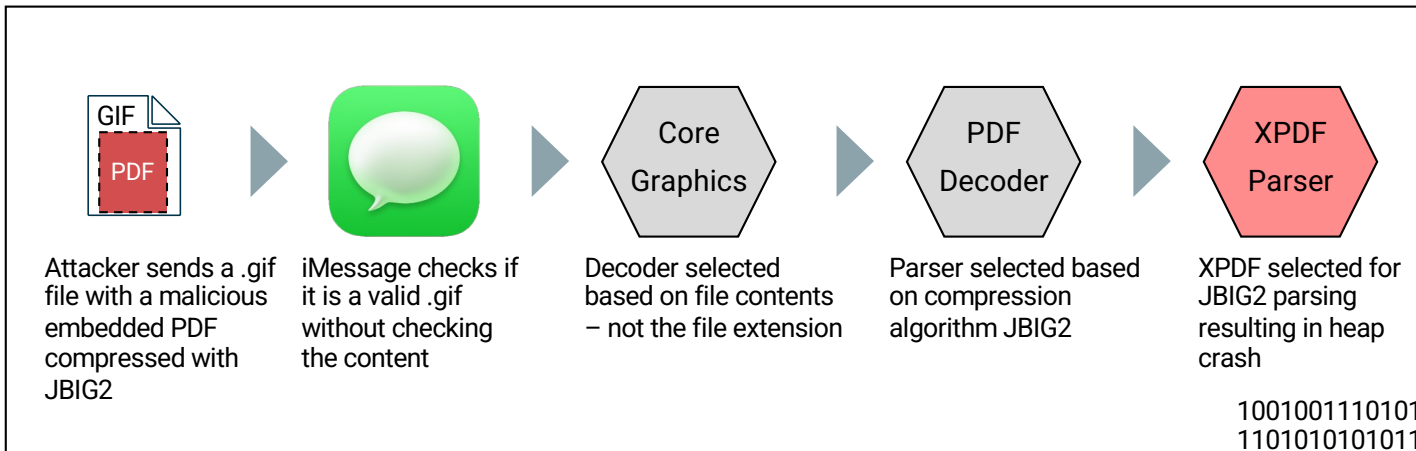 GIF
PDF
Core
Graphics
PDF
Decoder
XPDF
Parser
Attacker sends a .gif
file with a malicious
embedded PDF
compressed with
JBIG2
iMessage checks if
it is a valid .gif
without checking
the content
Decoder selected
based on file contents
– not the file extension
Parser selected based
on compression
algorithm JBIG2
XPDF selected for
JBIG2 parsing
resulting in heap
crash
1001001110101
1101010101011